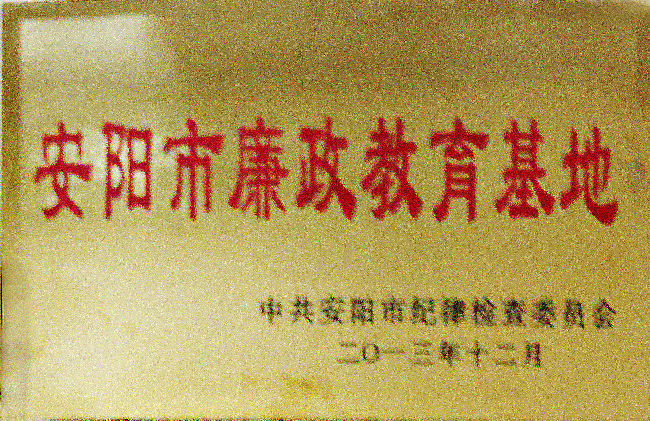 安阳市廉政教育基地
中共安阳市纪律检查委员会
二〇一三年十二月